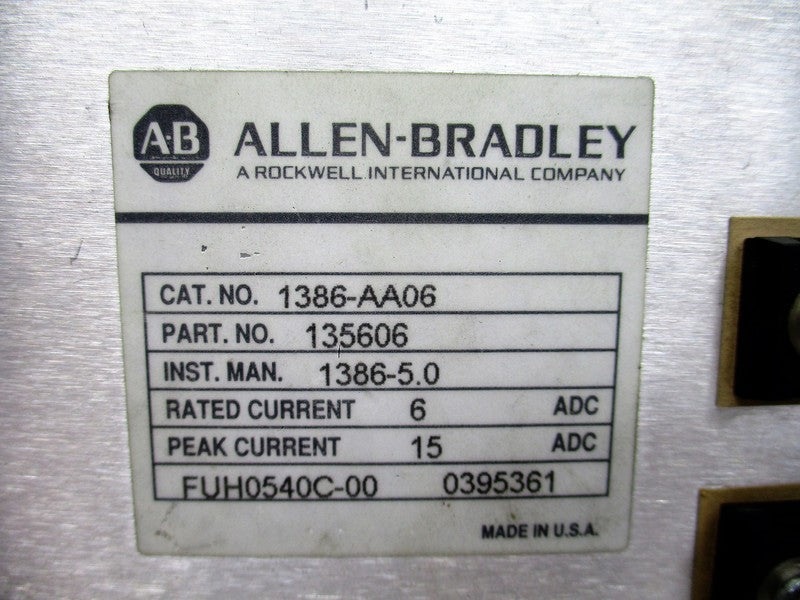 A-B
QUALITY
ALLEN-BRADLEY
A ROCKWELL INTERNATIONAL COMPANY
CAT. NO. 1386-AA06
PART. NO. 135606
INST. MAN. 1386-5.0
RATED CURRENT 6 ADC
PEAK CURRENT 15 ADC
FUH0540C-00 0395361
MADE IN U.S.A.